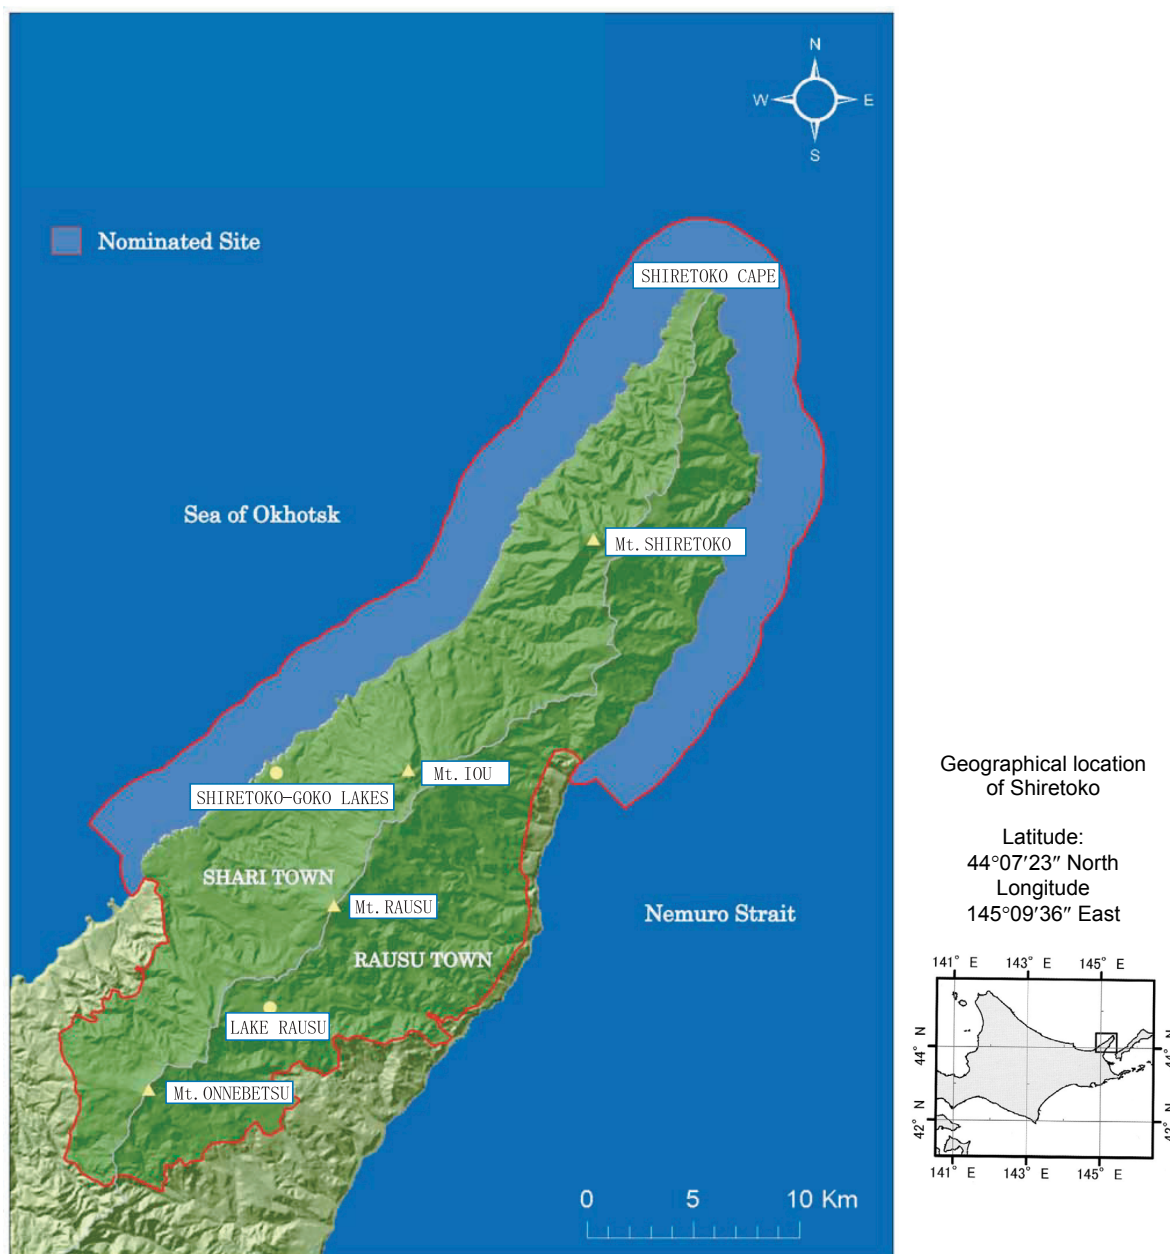 N
W E
S
Nominated Site
SHIRETOKO CAPE
Sea of Okhotsk
Mt.SHIRETOKO
Mt.IOU
SHIRETOKO-GOKO LAKES
SHARI TOWN
Mt.RAUSU
Nemuro Strait
RAUSU TOWN
LAKE RAUSU
Mt.ONNEBETSU
0 5 10 Km
Geographical location
of Shiretoko
Latitude:
44°07′23″ North
Longitude
145°09′36″ East
141° E 143° E 145° E
44° N 44° N
42° N 42° N
141° E 143° E 145° E